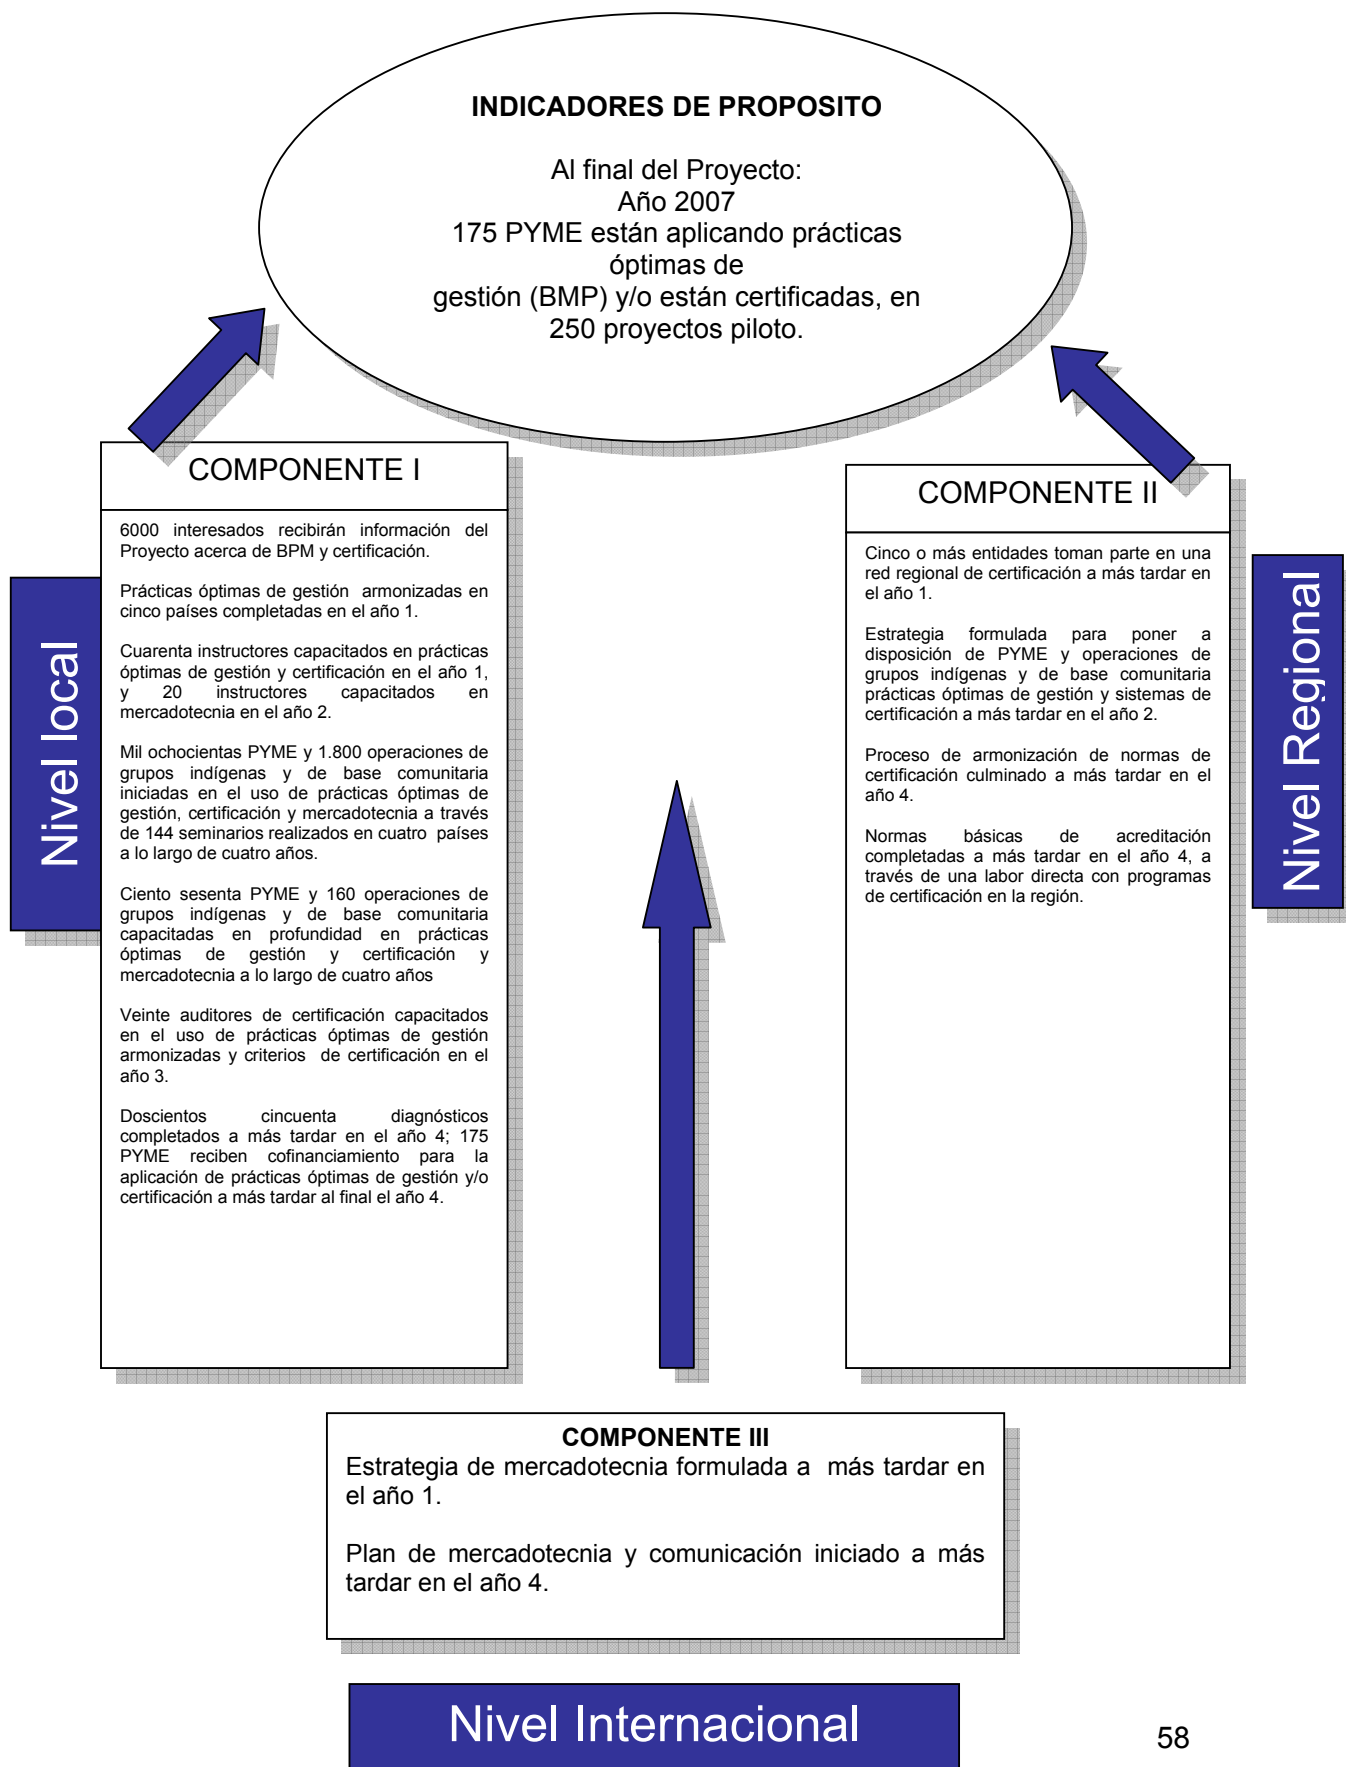 INDICADORES DE PROPOSITO
Al final del Proyecto:
Año 2007
175 PYME están aplicando prácticas
óptimas de
gestión (BMP) y/o están certificadas, en
250 proyectos piloto.
Nivel local
COMPONENTE I
6000 interesados recibirán información del
Proyecto acerca de BPM y certificación.
Prácticas óptimas de gestión armonizadas en
cinco países completadas en el año 1.
Cuarenta instructores capacitados en prácticas
óptimas de gestión y certificación en el año 1,
y 20 instructores capacitados en
mercadotecnia en el año 2.
Mil ochocientas PYME y 1.800 operaciones de
grupos indígenas y de base comunitaria
iniciadas en el uso de prácticas óptimas de
gestión, certificación y mercadotecnia a través
de 144 seminarios realizados en cuatro países
a lo largo de cuatro años.
Ciento sesenta PYME y 160 operaciones de
grupos indígenas y de base comunitaria
capacitadas en profundidad en prácticas
óptimas de gestión y certificación y
mercadotecnia a lo largo de cuatro años
Veinte auditores de certificación capacitados
en el uso de prácticas óptimas de gestión
armonizadas y criterios de certificación en el
año 3.
Doscientos cincuenta diagnósticos
completados a más tardar en el año 4; 175
PYME reciben cofinanciamiento para la
aplicación de prácticas óptimas de gestión y/o
certificación a más tardar al final el año 4.
COMPONENTE II
Cinco o más entidades toman parte en una
red regional de certificación a más tardar en
el año 1.
Estrategia formulada para poner a
disposición de PYME y operaciones de
grupos indígenas y de base comunitaria
prácticas óptimas de gestión y sistemas de
certificación a más tardar en el año 2.
Proceso de armonización de normas de
certificación culminado a más tardar en el
año 4.
Normas básicas de acreditación
completadas a más tardar en el año 4, a
través de una labor directa con programas
de certificación en la región.
Nivel Regional
COMPONENTE III
Estrategia de mercadotecnia formulada a más tardar en
el año 1.
Plan de mercadotecnia y comunicación iniciado a más
tardar en el año 4.
Nivel Internacional
58